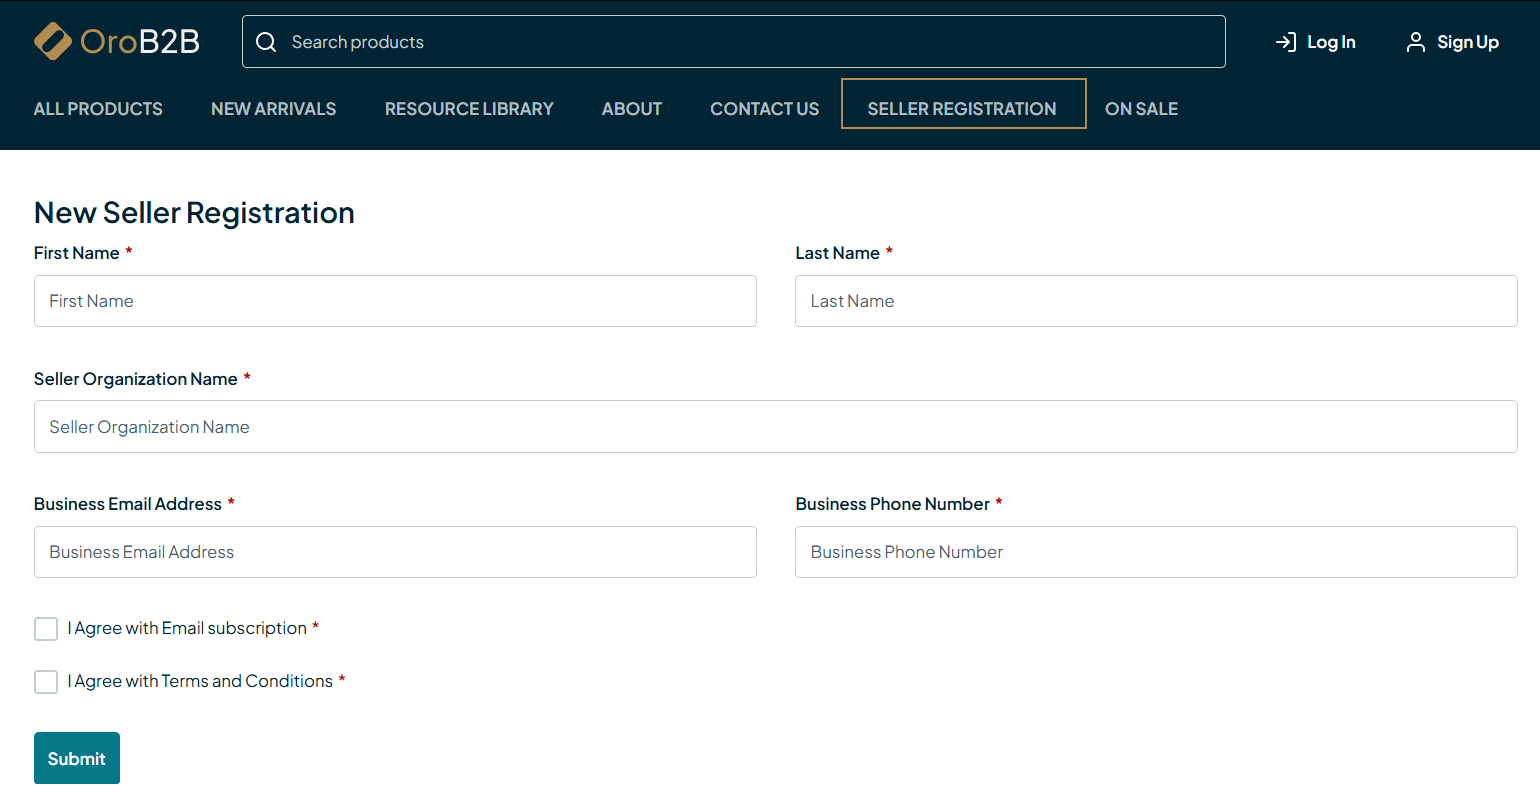 OroB2B Search products Log In Sign Up
ALL PRODUCTS NEW ARRIVALS RESOURCE LIBRARY ABOUT CONTACT US SELLER REGISTRATION ON SALE
New Seller Registration
First Name * Last Name *
First Name Last Name
Seller Organization Name *
Seller Organization Name
Business Email Address * Business Phone Number *
Business Email Address Business Phone Number
I Agree with Email subscription *
I Agree with Terms and Conditions *
Submit